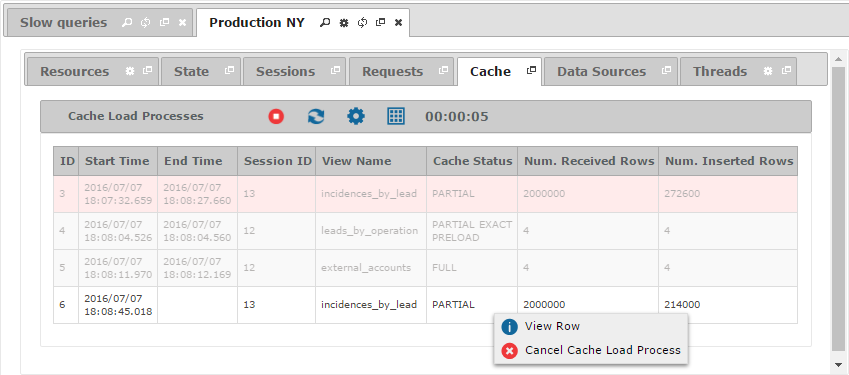 Slow queries Production NY
Resources State Sessions Requests Cache Data Sources Threads
Cache Load Processes 00:00:05
ID Start Time End Time Session ID View Name Cache Status Num. Received Rows Num. Inserted Rows
3 2016/07/07 18:07:32.659 2016/07/07 18:08:27.660 13 incidences_by_lead PARTIAL 2000000 272600
4 2016/07/07 18:08:04.526 2016/07/07 18:08:04.560 12 leads_by_operation PARTIAL EXACT PRELOAD 4 4
5 2016/07/07 18:08:11.970 2016/07/07 18:08:12.169 12 external_accounts FULL 4 4
6 2016/07/07 18:08:45.018 13 incidences_by_lead PARTIAL 2000000 214000
View Row
Cancel Cache Load Process